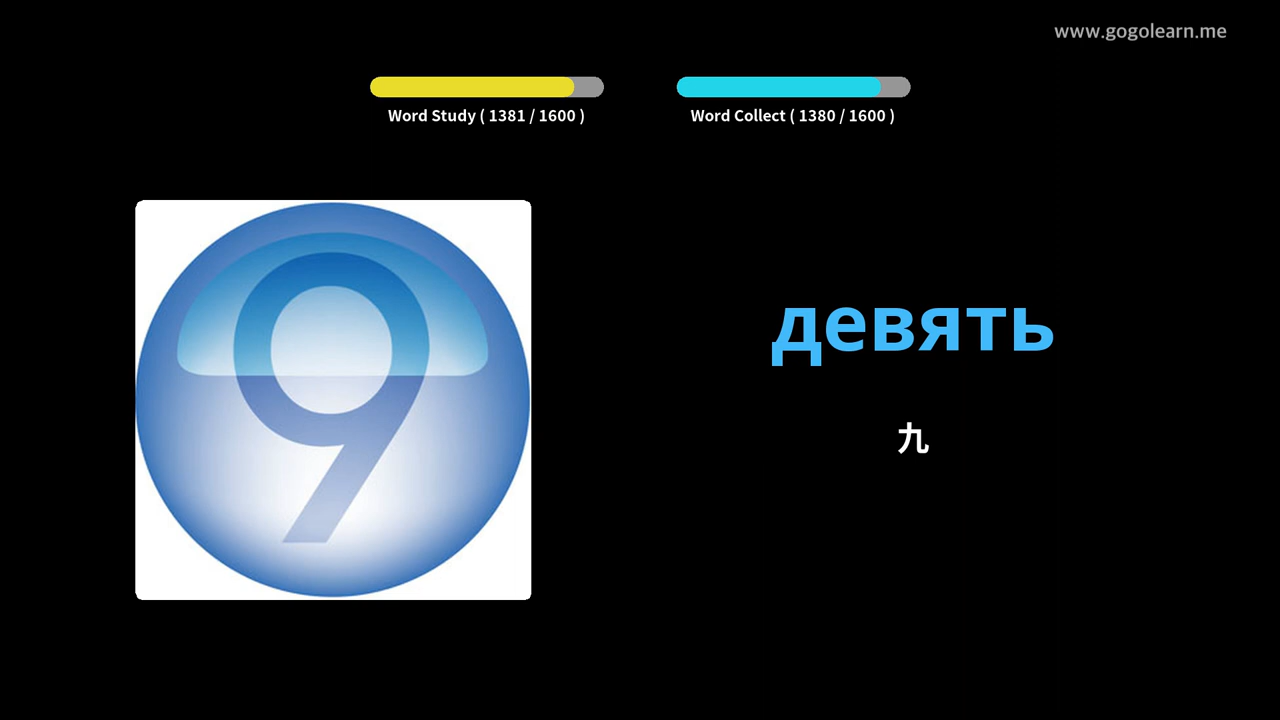 www.gogolearn.me
Word Study ( 1381 / 1600 )
Word Collect ( 1380 / 1600 )
9
девять
九